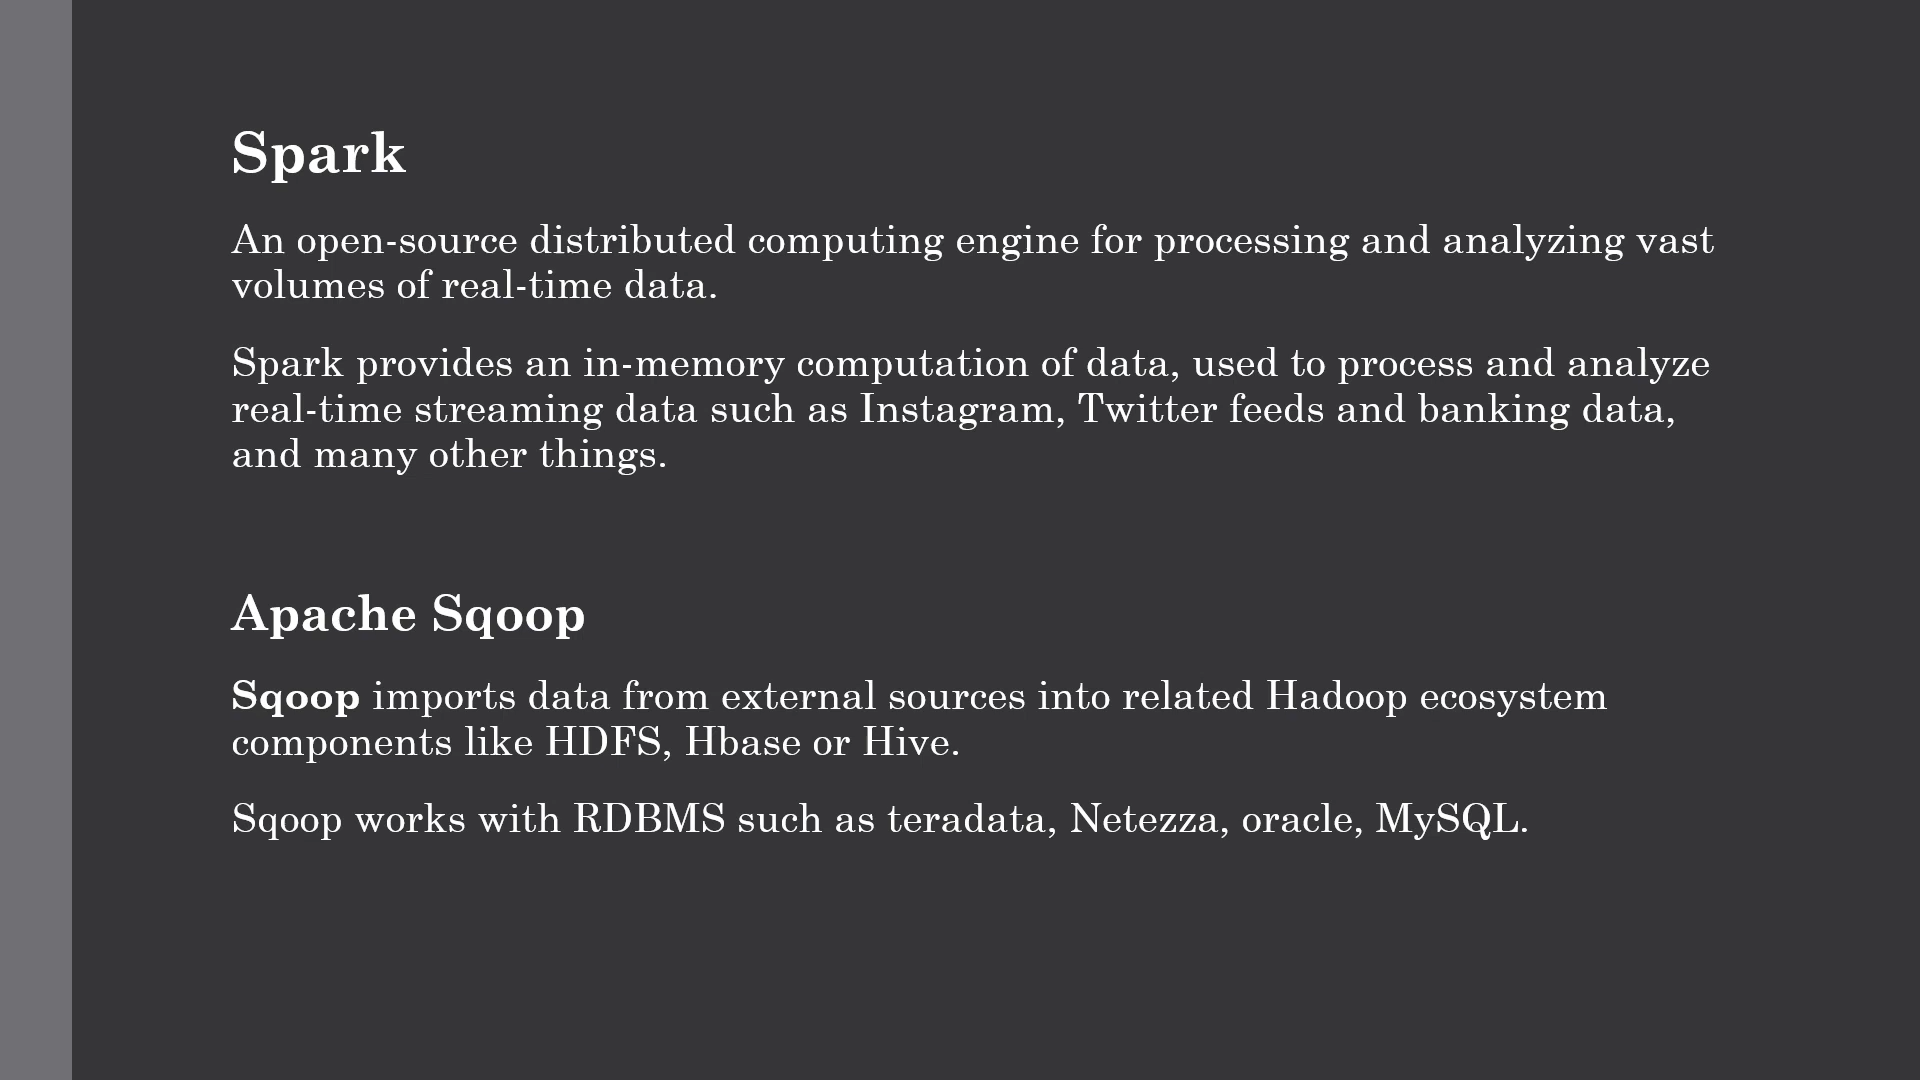 Spark
An open-source distributed computing engine for processing and analyzing vast
volumes of real-time data.
Spark provides an in-memory computation of data, used to process and analyze
real-time streaming data such as Instagram, Twitter feeds and banking data,
and many other things.
Apache Sqoop
Sqoop imports data from external sources into related Hadoop ecosystem
components like HDFS, Hbase or Hive.
Sqoop works with RDBMS such as teradata, Netezza, oracle, MySQL.